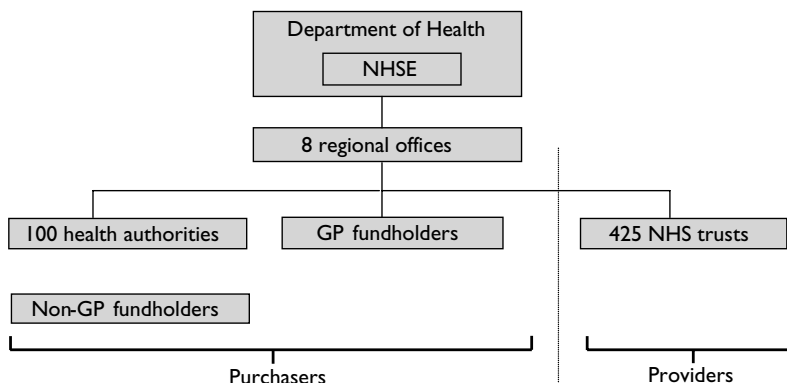 Department of Health
NHSE
8 regional offices
100 health authorities
GP fundholders
425 NHS trusts
Non-GP fundholders
Purchasers
Providers